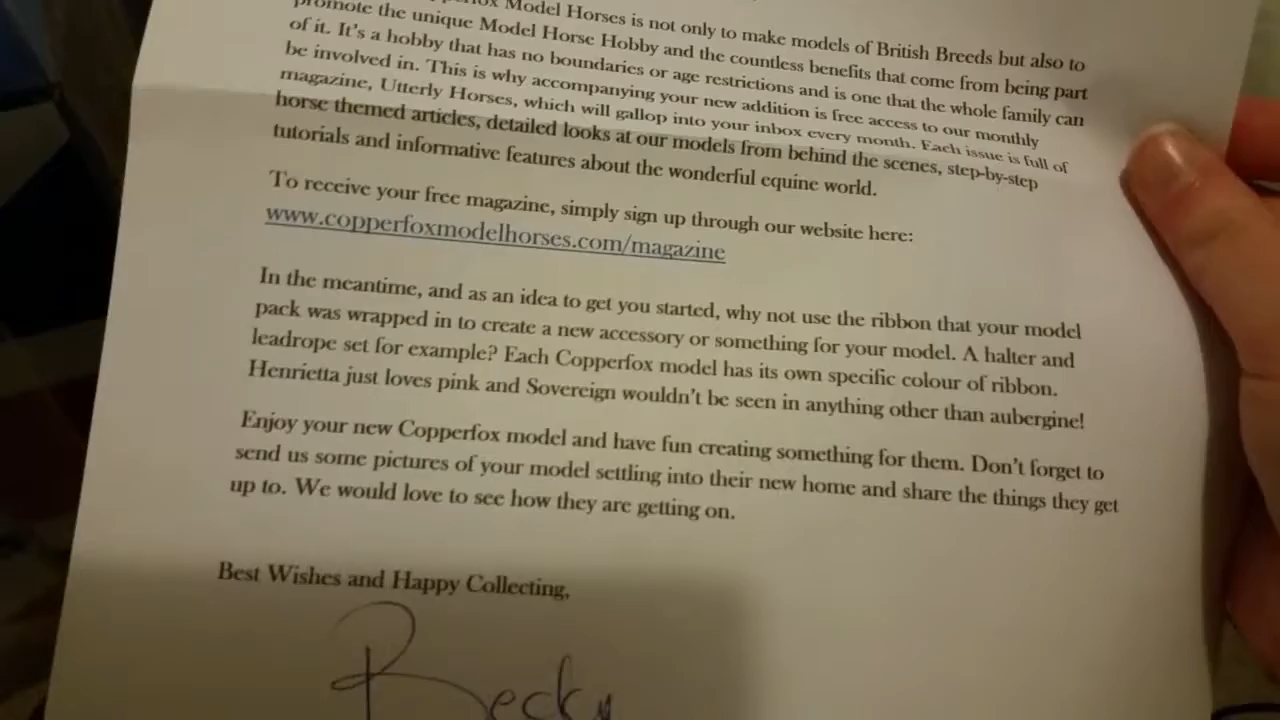 Model Horses is not only to make models of British Breeds but also to
promote the unique Model Horse Hobby and the countless benefits that come from being part
of it. It's a hobby that has no boundaries or age restrictions and is one that the whole family can
be involved in. This is why accompanying your new addition is free access to our monthly
magazine, Utterly Horses, which will gallop into your inbox every month. Each issue is full of
horse themed articles, detailed looks at our models from behind the scenes, step-by-step
tutorials and informative features about the wonderful equine world.
To receive your free magazine, simply sign up through our website here:
www.copperfoxmodelhorses.com/magazine
In the meantime, and as an idea to get you started, why not use the ribbon that your model
pack was wrapped in to create a new accessory or something for your model. A halter and
leadrope set for example? Each Copperfox model has its own specific colour of ribbon.
Henrietta just loves pink and Sovereign wouldn't be seen in anything other than aubergine!
Enjoy your new Copperfox model and have fun creating something for them. Don't forget to
send us some pictures of your model settling into their new home and share the things they get
up to. We would love to see how they are getting on.
Best Wishes and Happy Collecting,
Becky